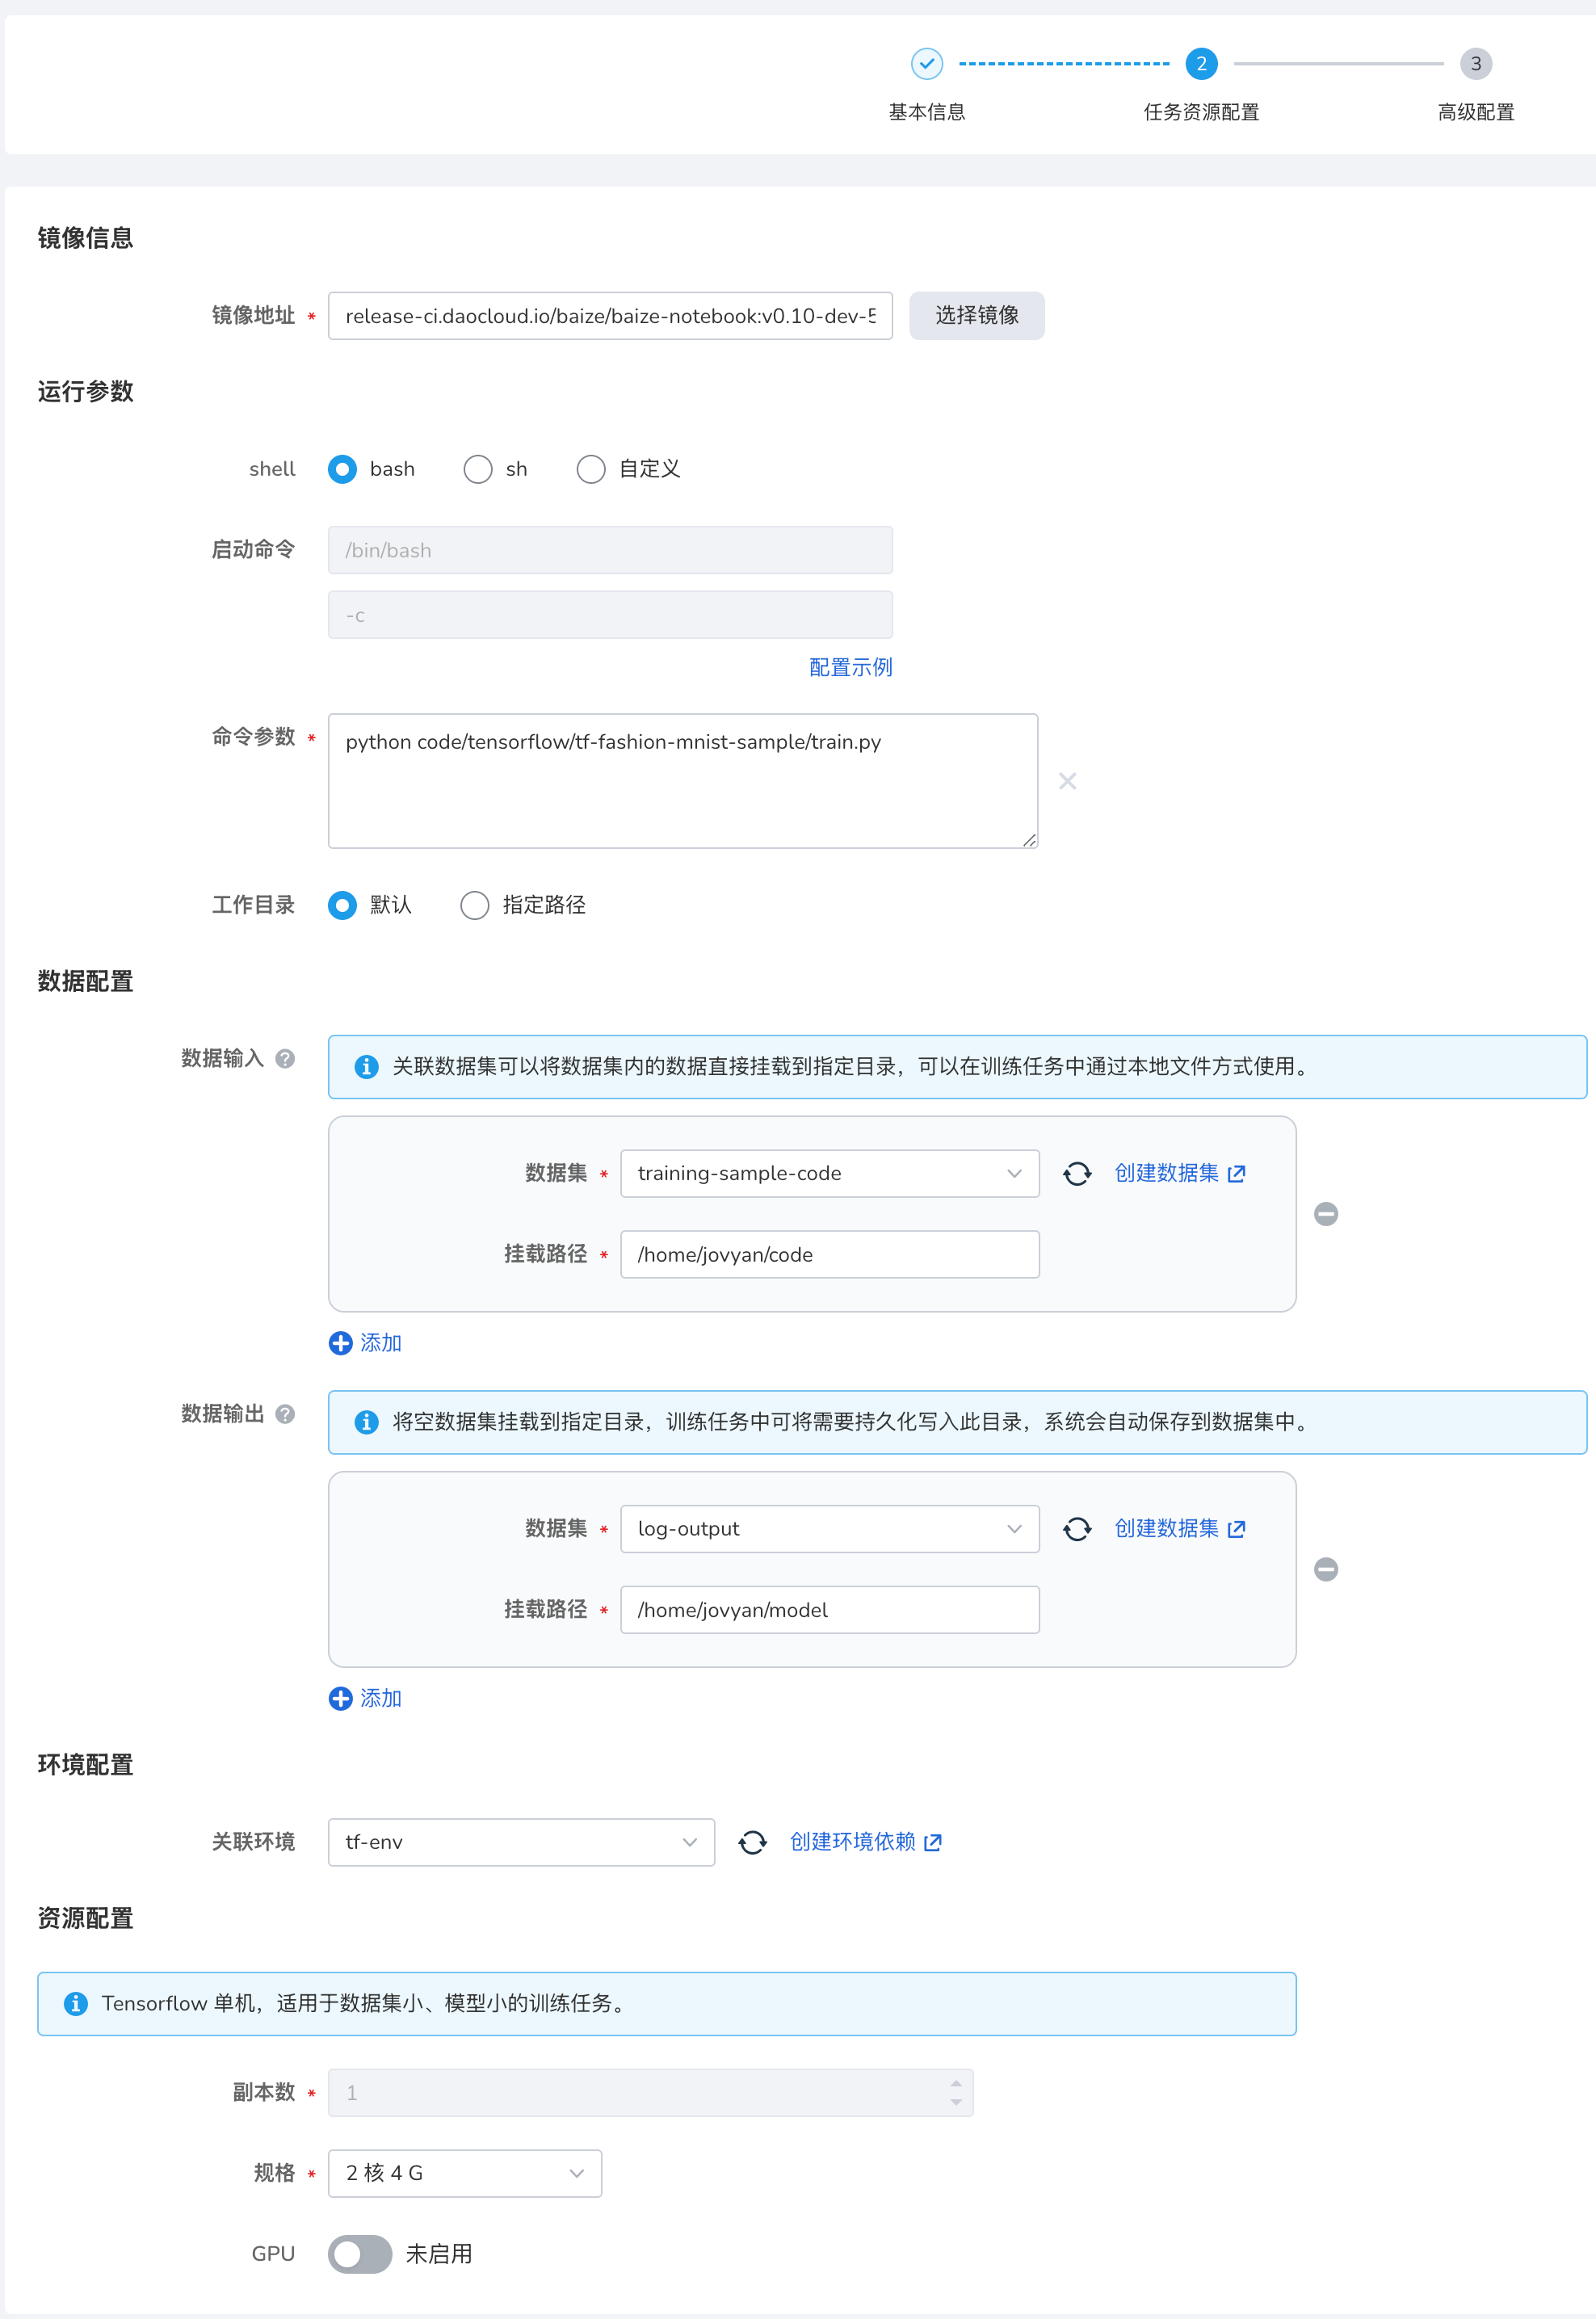 2
3
基本信息
任务资源配置
高级配置
镜像信息
镜像地址 * release-ci.daocloud.io/baize/baize-notebook:v0.10-dev-5 选择镜像
运行参数
shell bash sh 自定义
启动命令 /bin/bash
-c
配置示例
命令参数 * python code/tensorflow/tf-fashion-mnist-sample/train.py
工作目录 默认 指定路径
数据配置
数据输入 关联数据集可以将数据集内的数据直接挂载到指定目录，可以在训练任务中通过本地文件方式使用。
数据集 * training-sample-code 创建数据集
挂载路径 * /home/jovyan/code
添加
数据输出 将空数据集挂载到指定目录，训练任务中可将需要持久化写入此目录，系统会自动保存到数据集中。
数据集 * log-output 创建数据集
挂载路径 * /home/jovyan/model
添加
环境配置
关联环境 tf-env 创建环境依赖
资源配置
Tensorflow 单机，适用于数据集小、模型小的训练任务。
副本数 * 1
规格 * 2 核 4 G
GPU 未启用